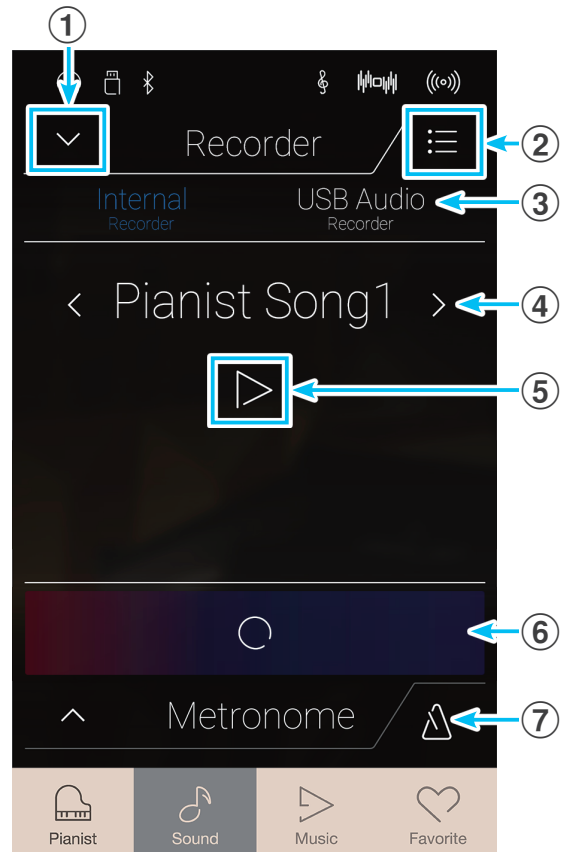 1
Recorder
2
Internal
Recorder
USB Audio
Recorder
3
Pianist Song1
4
5
6
Metronome
7
Pianist
Sound
Music
Favorite